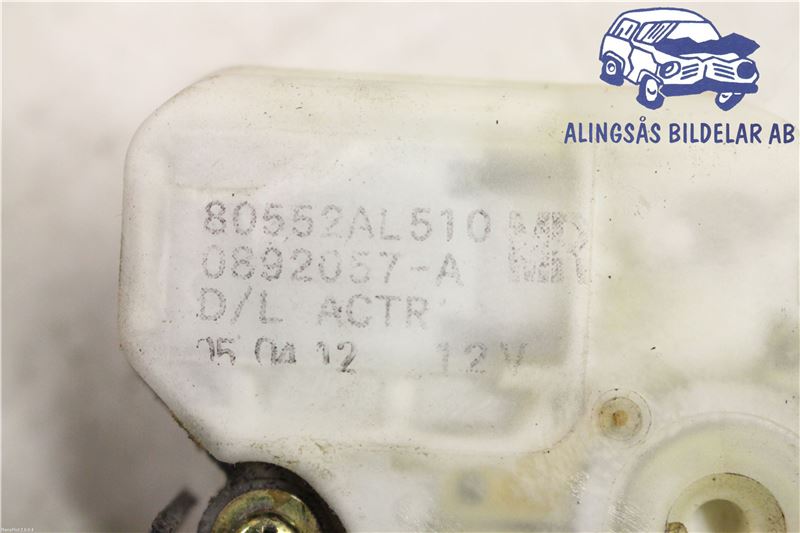 ALINGSÅS BILDELAR AB
80552AL510
0892057-A
D/L ACTR
05 04 12 12V